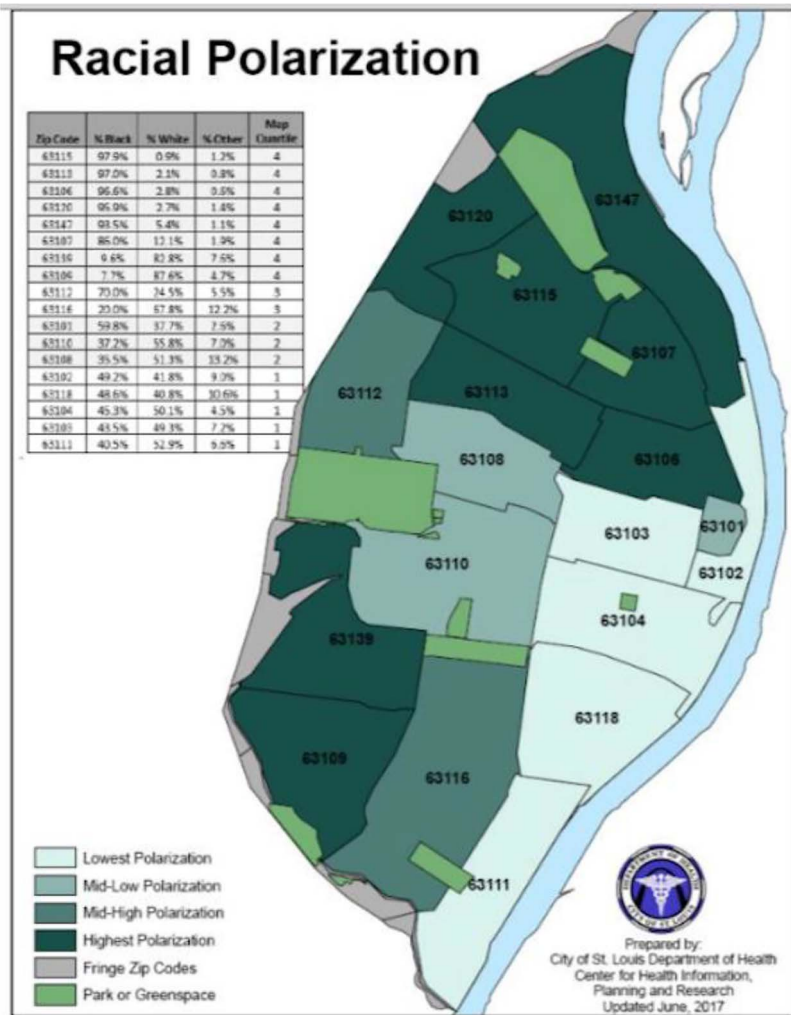 Racial Polarization
Zip Code % Black % White % Other Map Quartile
63115 97.9% 0.9% 1.2% 4
63113 97.0% 2.1% 0.8% 4
63106 96.6% 2.8% 0.6% 4
63120 95.9% 2.7% 1.4% 4
63147 93.5% 5.4% 1.1% 4
63107 86.0% 12.1% 1.9% 4
63139 9.6% 82.8% 7.6% 4
63109 7.7% 87.6% 4.7% 4
63112 70.0% 24.5% 5.5% 3
63116 20.0% 67.8% 12.2% 3
63101 59.8% 37.7% 2.6% 2
63110 37.2% 55.8% 7.0% 2
63108 35.5% 51.3% 13.2% 2
63102 49.2% 41.8% 9.0% 1
63118 48.6% 40.8% 10.6% 1
63104 45.3% 50.1% 4.5% 1
63103 43.5% 49.3% 7.2% 1
63111 40.5% 52.9% 6.6% 1
63147
63120
63115
63107
63112
63113
63108
63106
63103
63101
63110
63102
63104
63139
63118
63109
63116
63111
Lowest Polarization
Mid-Low Polarization
Mid-High Polarization
Highest Polarization
Fringe Zip Codes
Park or Greenspace
DEPARTMENT OF HEALTH
CITY OF ST. LOUIS
Prepared by:
City of St. Louis Department of Health
Center for Health Information,
Planning and Research
Updated June, 2017